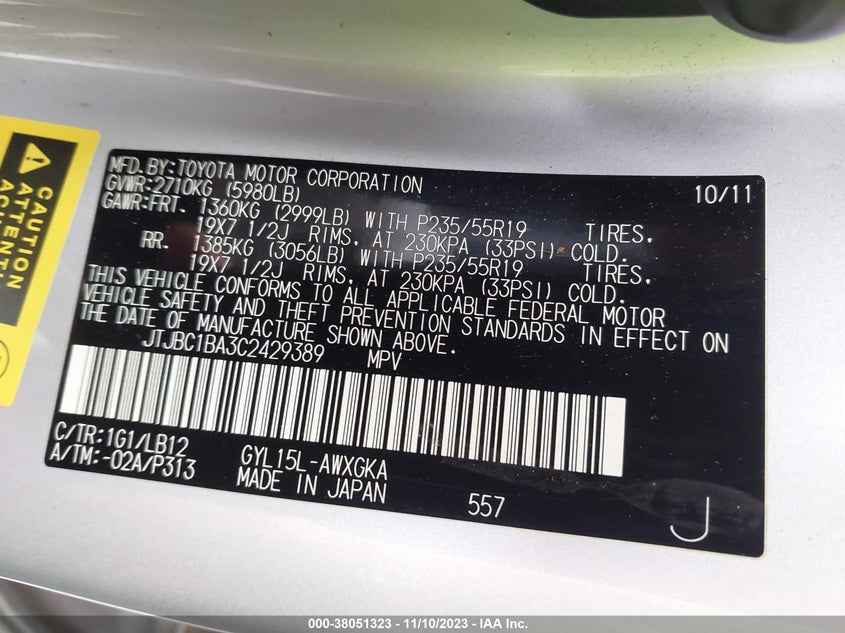 MFD.BY:TOYOTA MOTOR CORPORATION 10/11
GVWR:2710KG (5980LB)
GAWR:FRT. 1360KG (2999LB) WITH P235/55R19 TIRES,
19X7 1/2J RIMS, AT 230KPA (33PSI) COLD.
RR. 1385KG (3056LB) WITH P235/55R19 TIRES,
19X7 1/2J RIMS, AT 230KPA (33PSI) COLD.
THIS VEHICLE CONFORMS TO ALL APPLICABLE FEDERAL MOTOR
VEHICLE SAFETY AND THEFT PREVENTION STANDARDS IN EFFECT ON
THE DATE OF MANUFACTURE SHOWN ABOVE.
JTJBC1BA3C2429389 MPV
C/TR:1G1/LB12 GYL15L-AWXGKA
A/TM:-02A/P313 MADE IN JAPAN 557 J
CAUTION
000-38051323 - 11/10/2023 - IAA Inc.